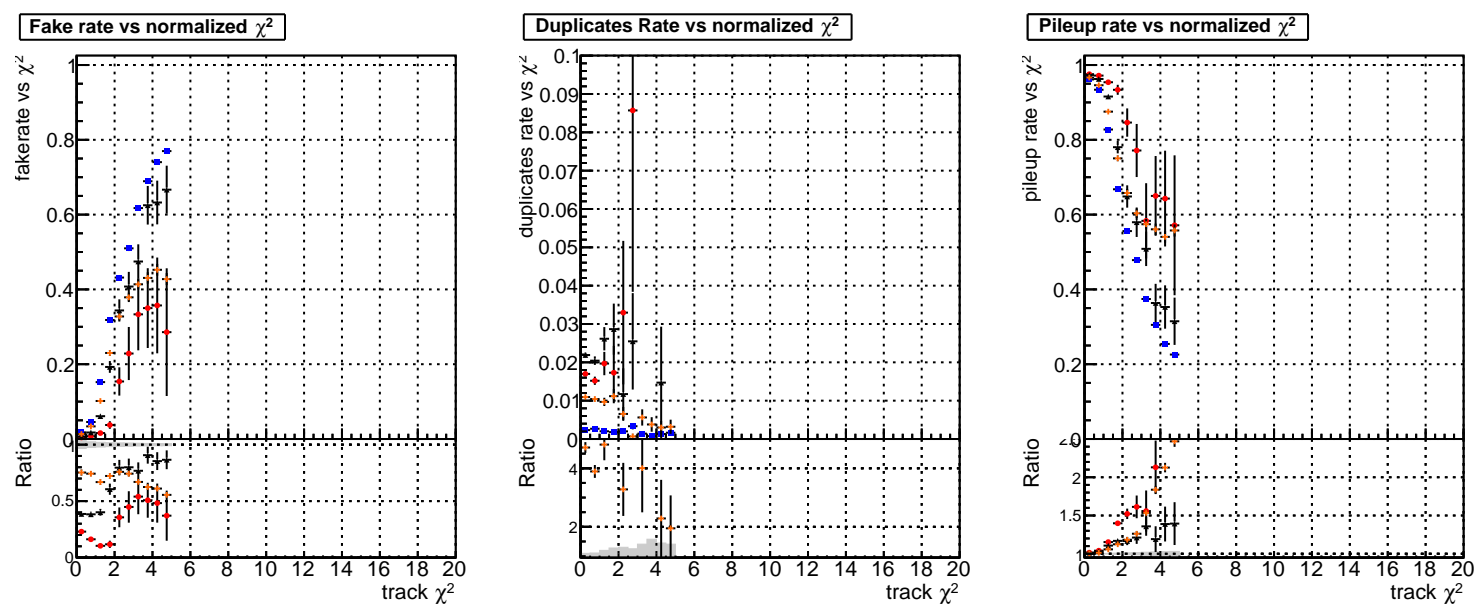 Fake rate vs normalized χ²
fakerate vs χ²
1
0.8
0.6
0.4
0.2
0
Ratio
1
0.5
0
0 2 4 6 8 10 12 14 16 18 20
track χ²
Duplicates Rate vs normalized χ²
duplicates rate vs χ²
0.1
0.09
0.08
0.07
0.06
0.05
0.04
0.03
0.02
0.01
0
Ratio
4
2
0 2 4 6 8 10 12 14 16 18 20
track χ²
Pileup rate vs normalized χ²
pileup rate vs χ²
1
0.8
0.6
0.4
0.2
0
Ratio
2
1.5
1
0 2 4 6 8 10 12 14 16 18 20
track χ²